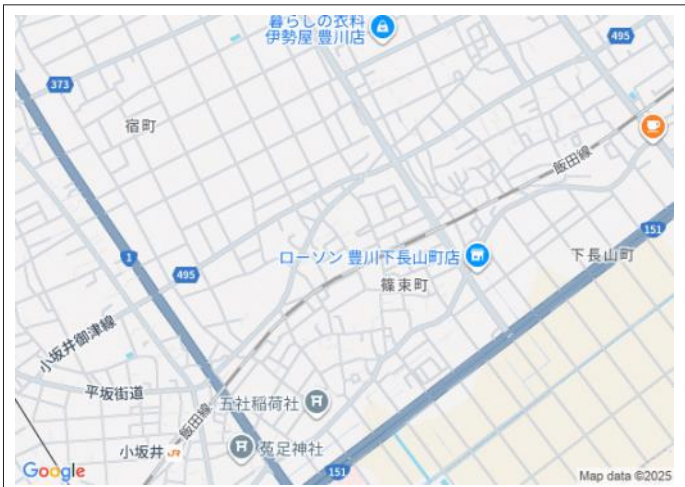 暮らしの衣料
伊勢屋 豊川店
495
373
宿町
飯田線
151
1
ローソン 豊川下長山町店
下長山町
495
篠束町
小坂井御津線
平坂街道
五社稲荷社
飯田線
小坂井 JR
菟足神社
151
Google
Map data ©2025